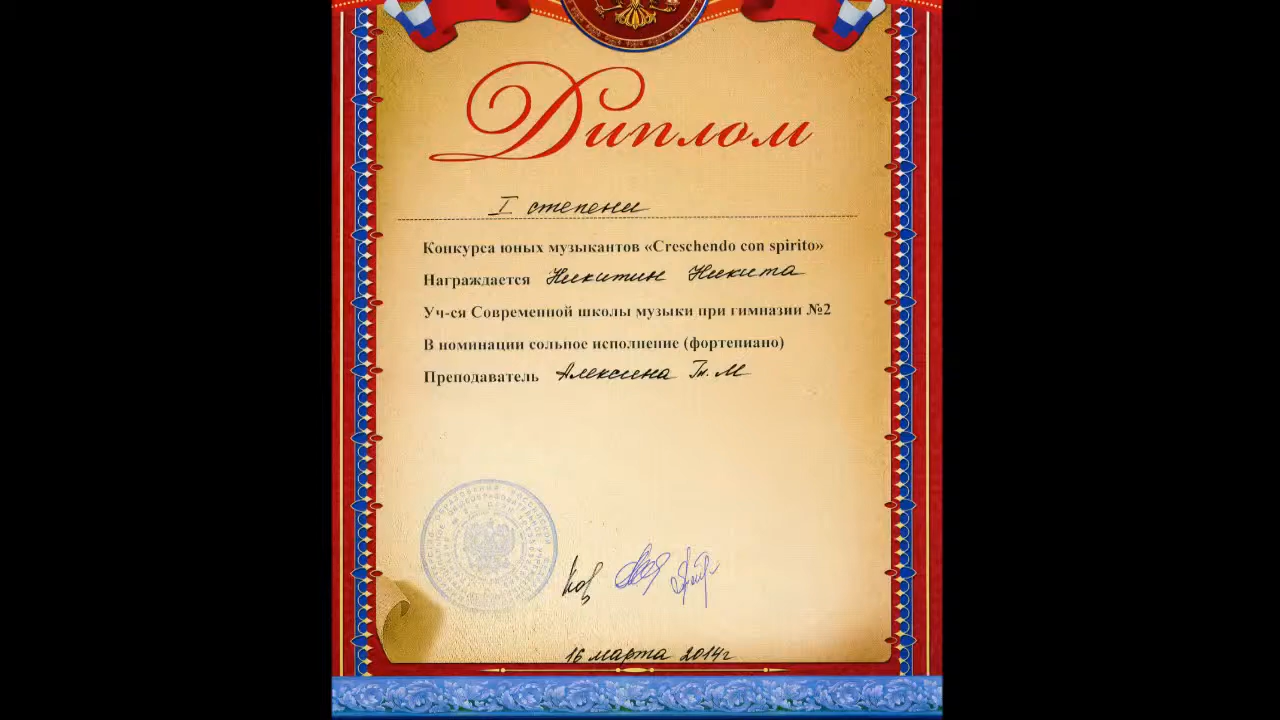 Диплом
I степени
Конкурса юных музыкантов «Creschendo con spirito»
Награждается Никитин Никита
Уч-ся Современной школы музыки при гимназии №2
В номинации сольное исполнение (фортепиано)
Преподаватель Алексина Т.М
16 марта 2014г